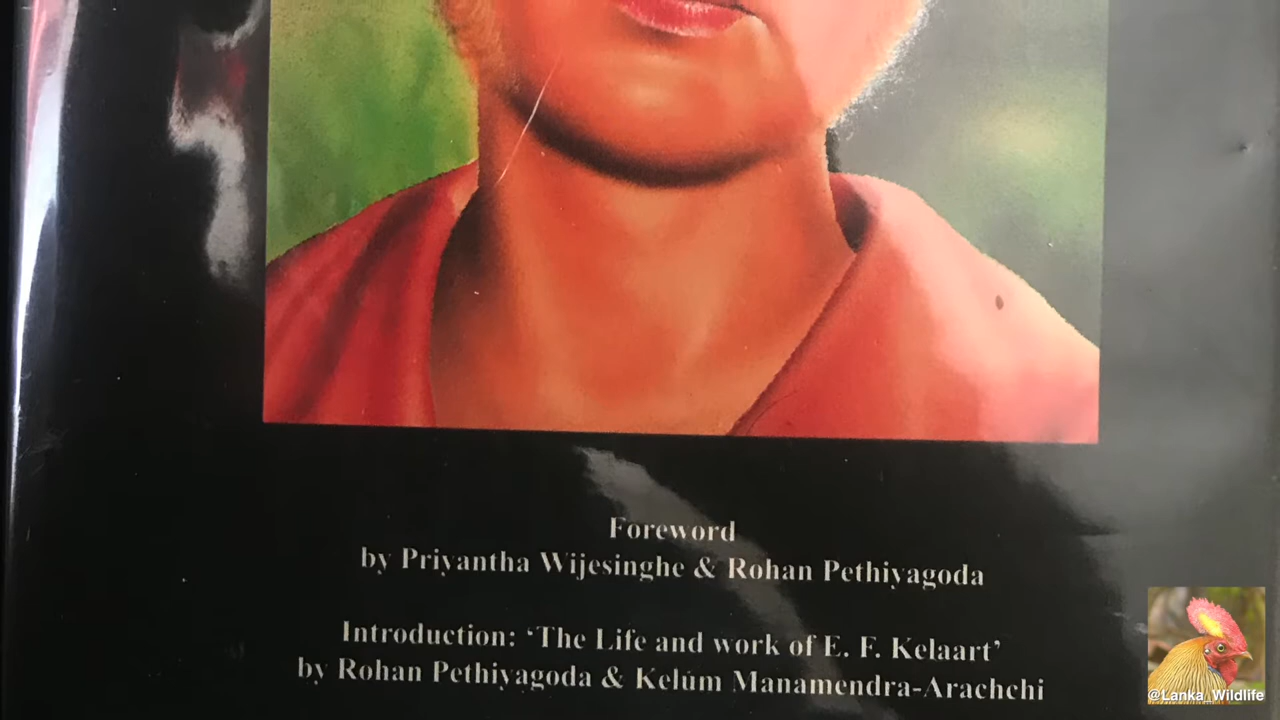 Foreword
by Priyantha Wijesinghe & Rohan Pethiyagoda
Introduction: ‘The Life and work of E. F. Kelaart’
by Rohan Pethiyagoda & Kelum Manamendra-Arachchi
@Lanka_Wildlife